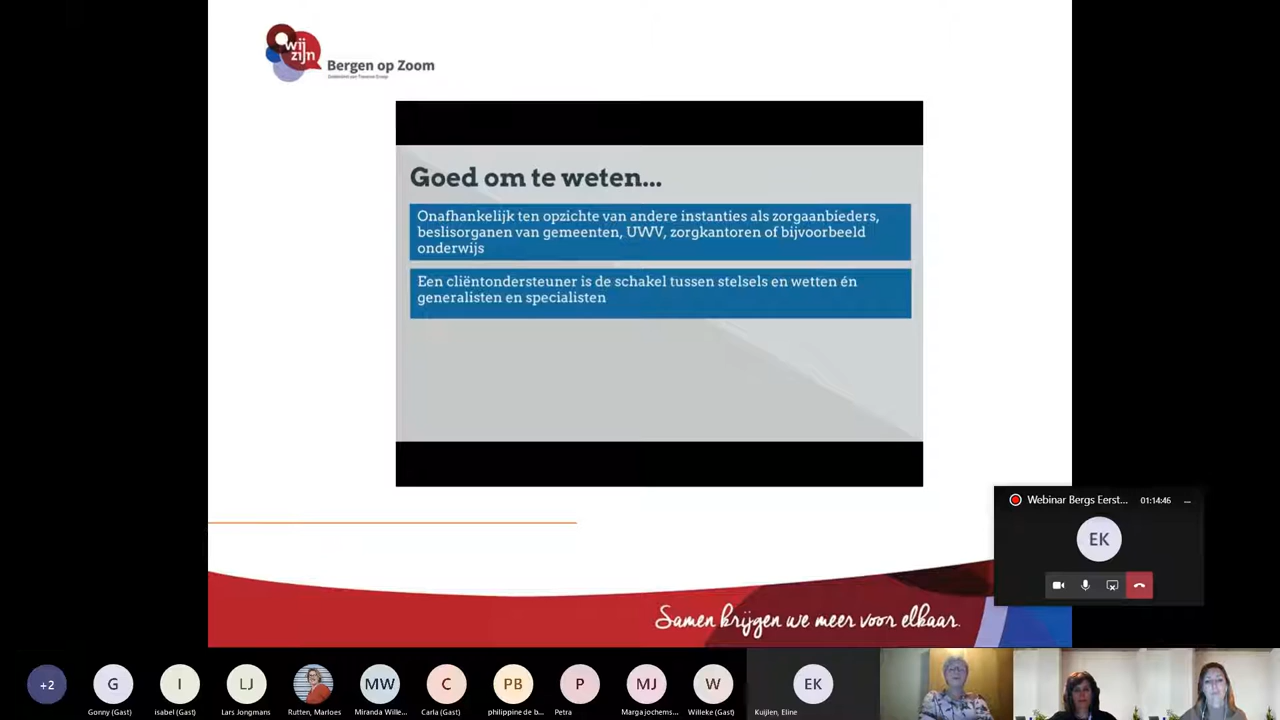 wij
zijn
Bergen op Zoom
Goed om te weten...
Onafhankelijk ten opzichte van andere instanties als zorgaanbieders,
beslisorganen van gemeenten, UWV, zorgkantoren of bijvoorbeeld
onderwijs
Een cliëntondersteuner is de schakel tussen stelsels en wetten én
generalisten en specialisten
Webinar Bergs Eerst... 01:14:46 ...
EK
Samen krijgen we meer voor elkaar.
+2 G I LJ MW C PB P MJ W EK
Gonny (Gast) isabel (Gast) Lars Jongmans Rutten, Marloes Miranda Wille... Carla (Gast) philippine de b... Petra Marga jochems... Willeke (Gast) Kuijlen, Eline